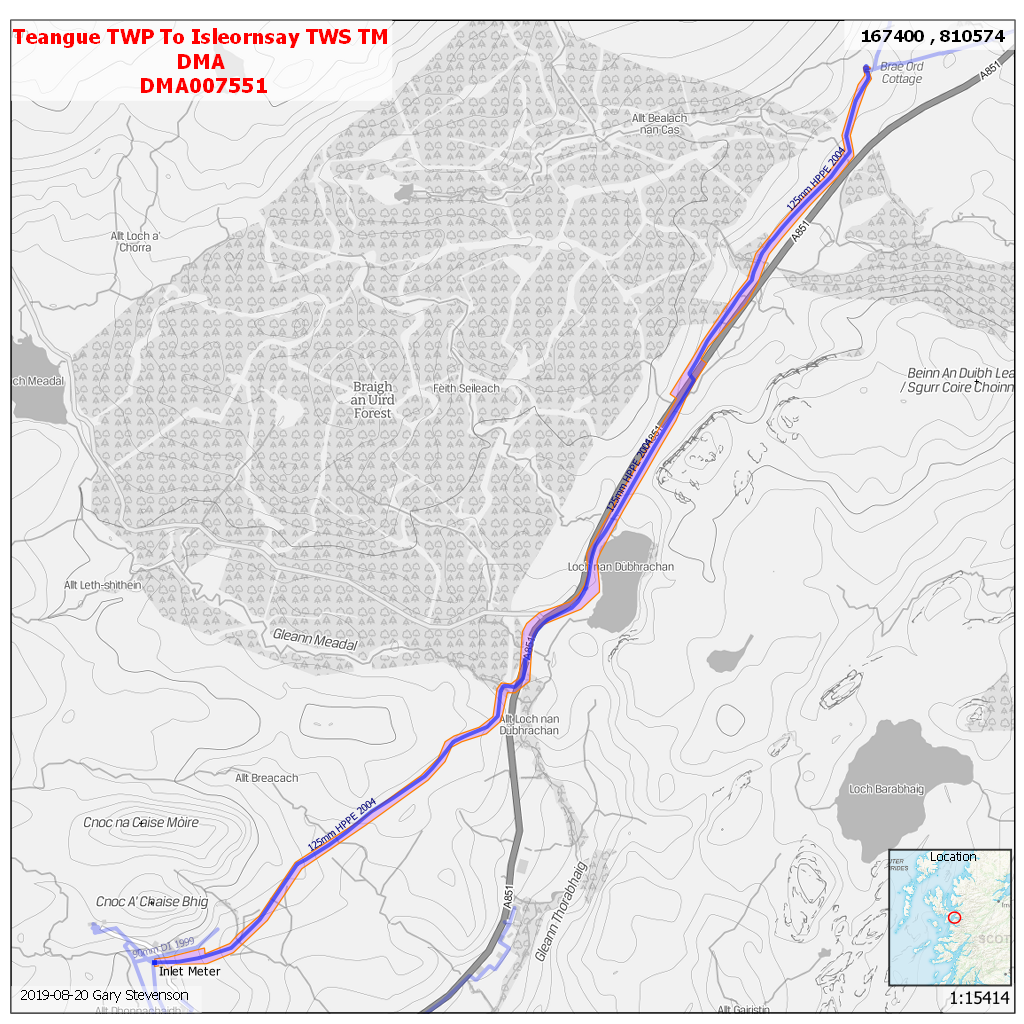 Teangue TWP To Isleornsay TWS TM
DMA
DMA007551
167400 , 810574
Brae Ord
Cottage
A851
Allt Bealach
nan Cas
125mm HPPE 2004
A851
Allt Loch a'
Chorra
ch Meadal
Braigh
an Uird
Forest
Fèith Seileach
Beinn An Duibh Lea
/ Sgurr Coire Choinn
A851
125mm HPPE 2004
Loch nan Dubhrachan
Allt Leth-shithein
Gleann Meadal
A851
Allt Loch nan
Dubhrachan
Allt Breacach
125mm HPPE 2004
Cnoc na Cèise Mòire
Loch Barabhaig
Cnoc A' Chaise Bhig
A851
Gleann Thorabhaig
90mm DI 1999
Inlet Meter
Location
UTER
BRIDES
SCOT
2019-08-20 Gary Stevenson
1:15414
Allt Gairistin